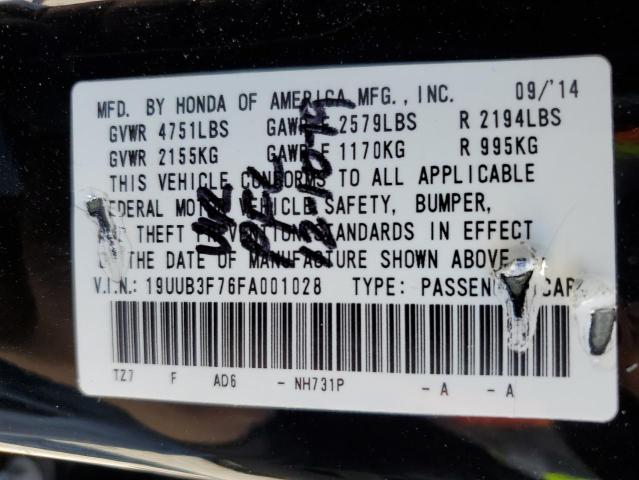 MFD. BY HONDA OF AMERICA MFG., INC. 09/'14
GVWR 4751LBS GAWR F 2579LBS R 2194LBS
GVWR 2155KG GAWR F 1170KG R 995KG
THIS VEHICLE CONFORMS TO ALL APPLICABLE
FEDERAL MOTOR VEHICLE SAFETY, BUMPER,
THEFT PREVENTION STANDARDS IN EFFECT
THE DATE OF MANUFACTURE SHOWN ABOVE
V.I.N.: 19UUB3F76FA001028 TYPE: PASSENGER CAR
TZ7 F AD6 - NH731P - A - A